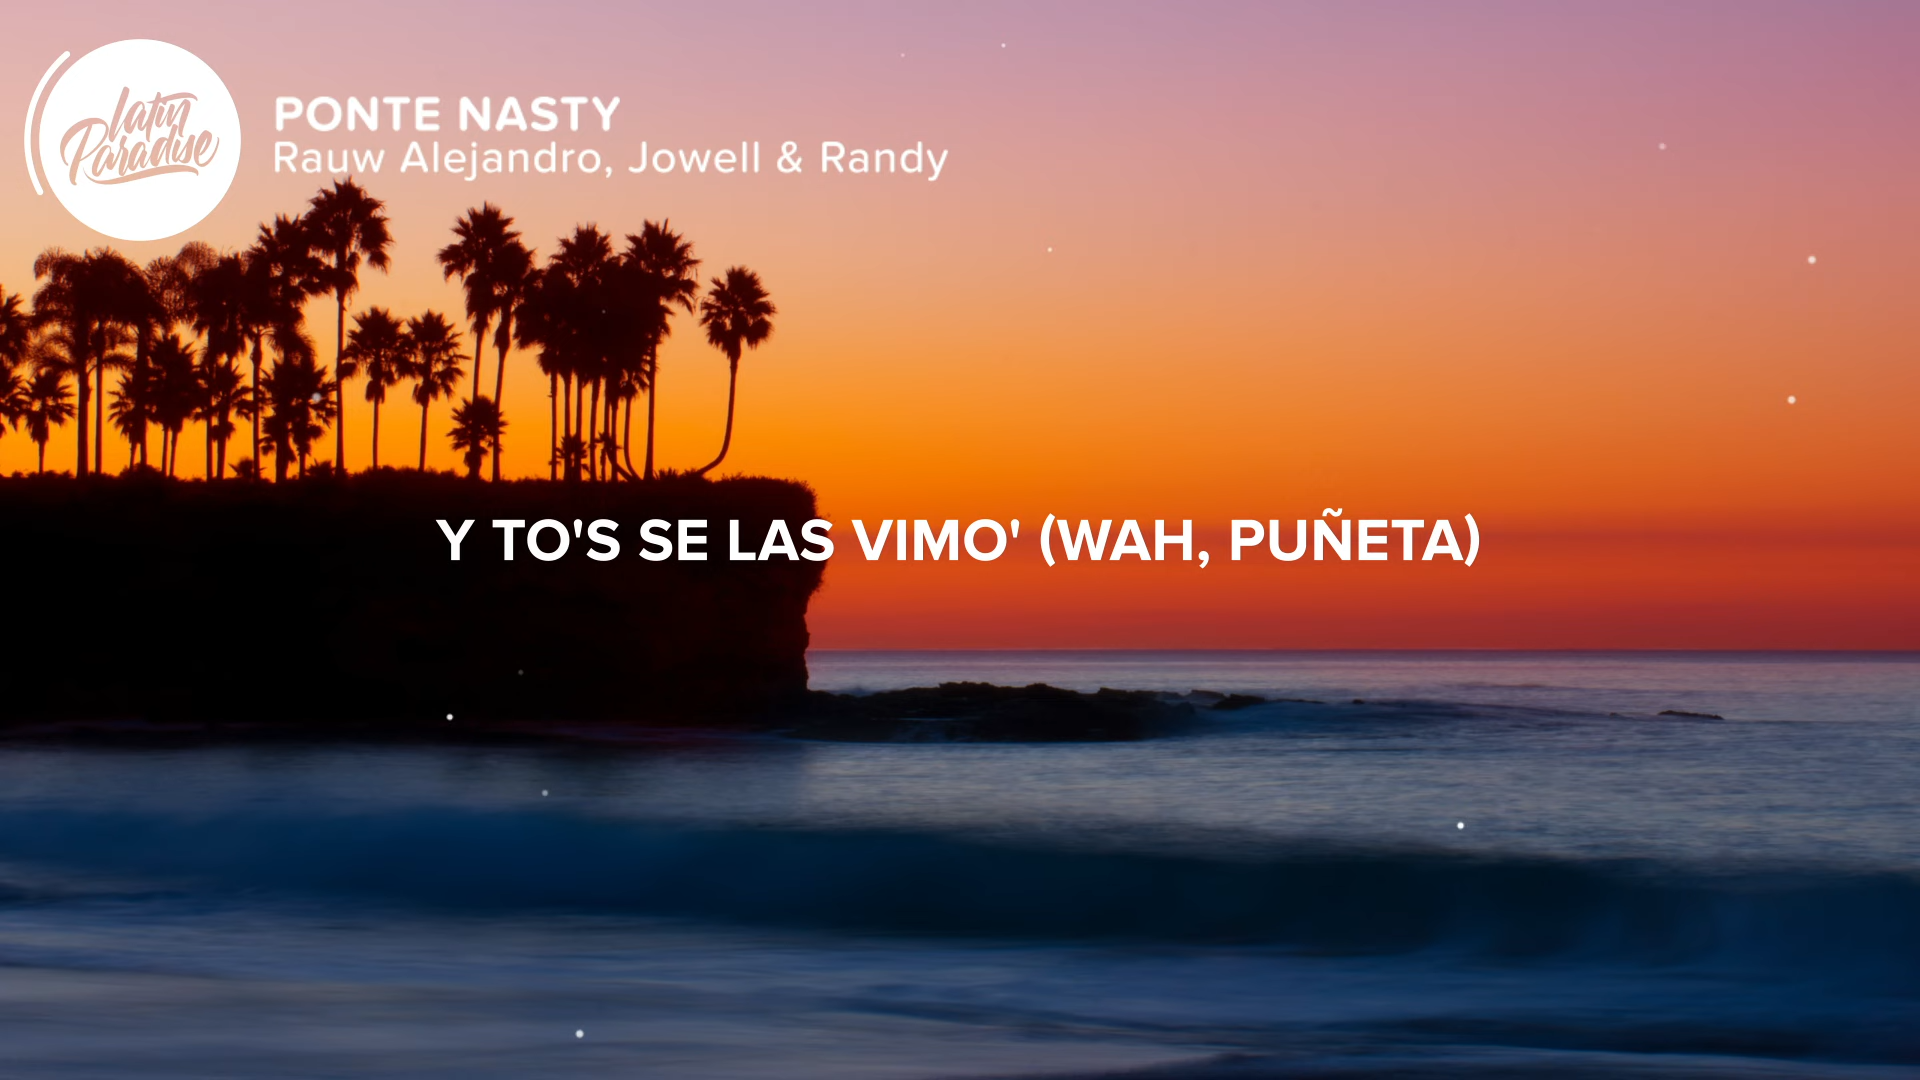 latin
Paradise
PONTE NASTY
Rauw Alejandro, Jowell & Randy
Y TO'S SE LAS VIMO' (WAH, PUÑETA)